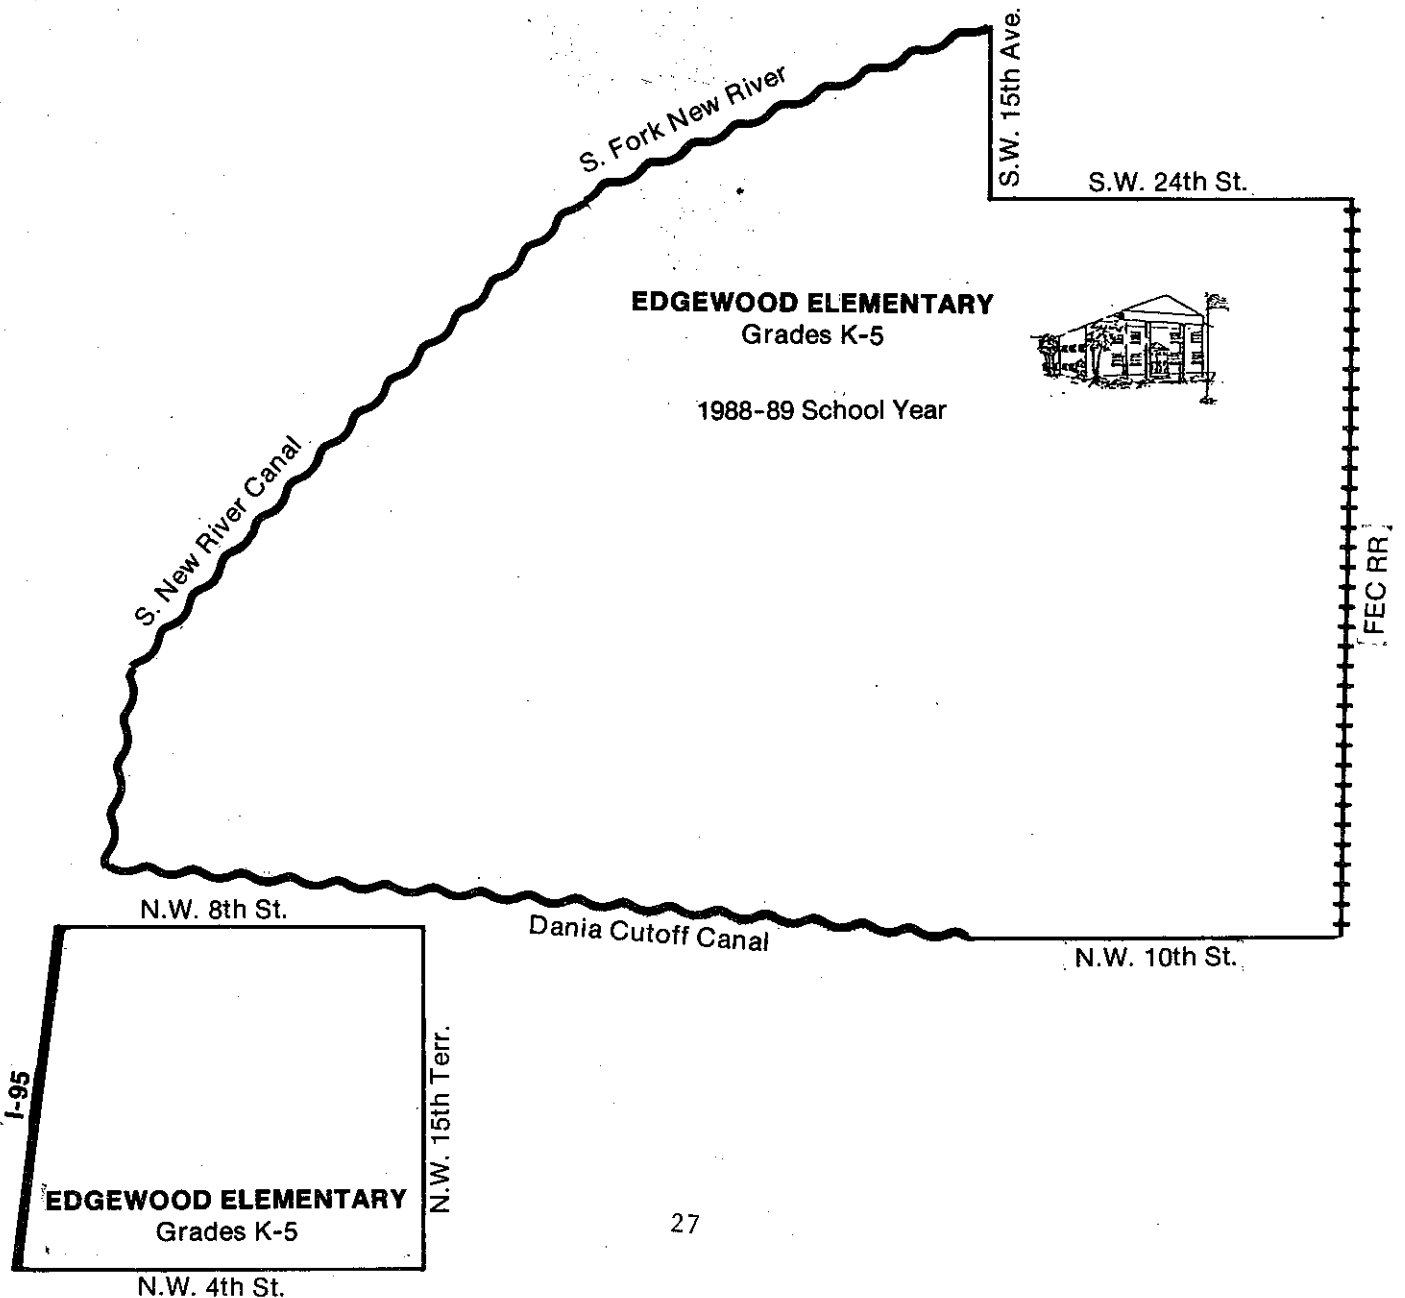 S.W. 15th Ave.
S. Fork New River
S.W. 24th St.
EDGEWOOD ELEMENTARY
Grades K-5
1988-89 School Year
S. New River Canal
FEC RR
N.W. 8th St.
Dania Cutoff Canal
N.W. 10th St.
I-95
N.W. 15th Terr.
EDGEWOOD ELEMENTARY
Grades K-5
27
N.W. 4th St.